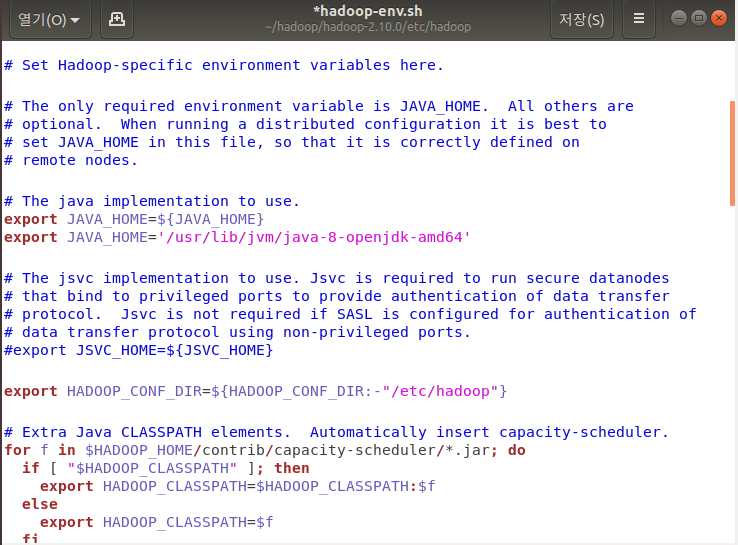 열기(O)
*hadoop-env.sh
~/hadoop/hadoop-2.10.0/etc/hadoop
저장(S)
# Set Hadoop-specific environment variables here.
# The only required environment variable is JAVA_HOME.  All others are
# optional.  When running a distributed configuration it is best to
# set JAVA_HOME in this file, so that it is correctly defined on
# remote nodes.
# The java implementation to use.
export JAVA_HOME=${JAVA_HOME}
export JAVA_HOME='/usr/lib/jvm/java-8-openjdk-amd64'
# The jsvc implementation to use. Jsvc is required to run secure datanodes
# that bind to privileged ports to provide authentication of data transfer
# protocol.  Jsvc is not required if SASL is configured for authentication of
# data transfer protocol using non-privileged ports.
#export JSVC_HOME=${JSVC_HOME}
export HADOOP_CONF_DIR=${HADOOP_CONF_DIR:-"/etc/hadoop"}
# Extra Java CLASSPATH elements.  Automatically insert capacity-scheduler.
for f in $HADOOP_HOME/contrib/capacity-scheduler/*.jar; do
  if [ "$HADOOP_CLASSPATH" ]; then
    export HADOOP_CLASSPATH=$HADOOP_CLASSPATH:$f
  else
    export HADOOP_CLASSPATH=$f
  fi